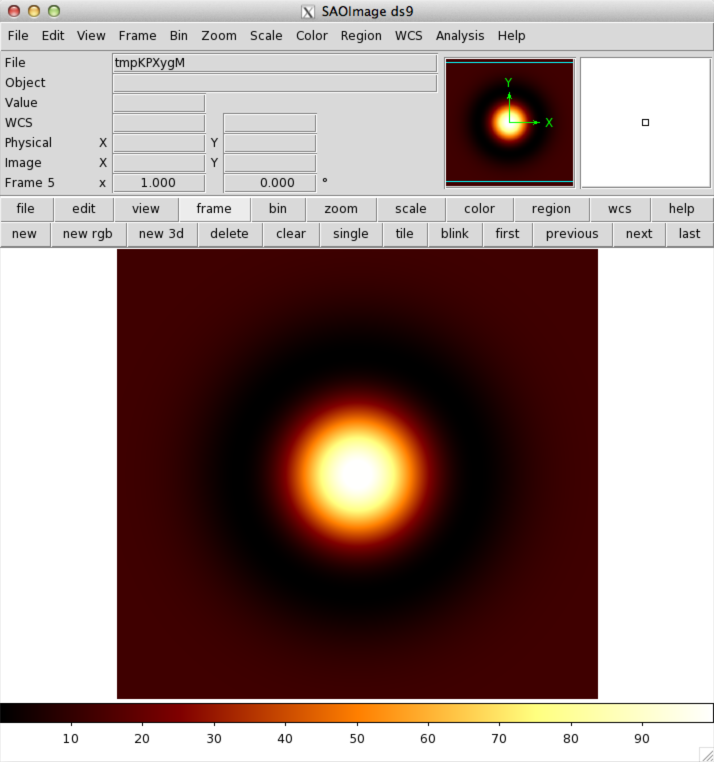 SAOImage ds9
File Edit View Frame Bin Zoom Scale Color Region WCS Analysis Help
File tmpKPXygM
Object
Value
WCS
Physical X Y
Image X Y
Frame 5 x 1.000 0.000 °
Y
X
file edit view frame bin zoom scale color region wcs help
new new rgb new 3d delete clear single tile blink first previous next last
10 20 30 40 50 60 70 80 90